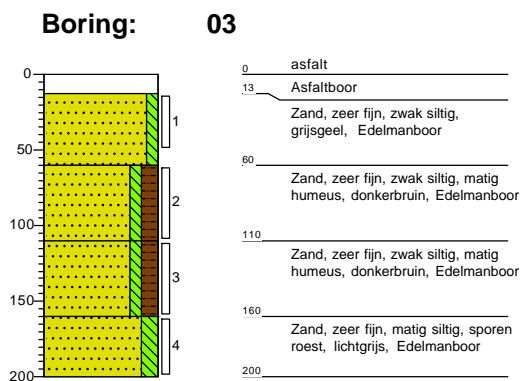 Boring: 03
0
50
100
150
200
1
2
3
4
0 asfalt
13 Asfaltboor
Zand, zeer fijn, zwak siltig,
grijsgeel, Edelmanboor
60
Zand, zeer fijn, zwak siltig, matig
humeus, donkerbruin, Edelmanboor
110
Zand, zeer fijn, zwak siltig, matig
humeus, donkerbruin, Edelmanboor
160
Zand, zeer fijn, matig siltig, sporen
roest, lichtgrijs, Edelmanboor
200